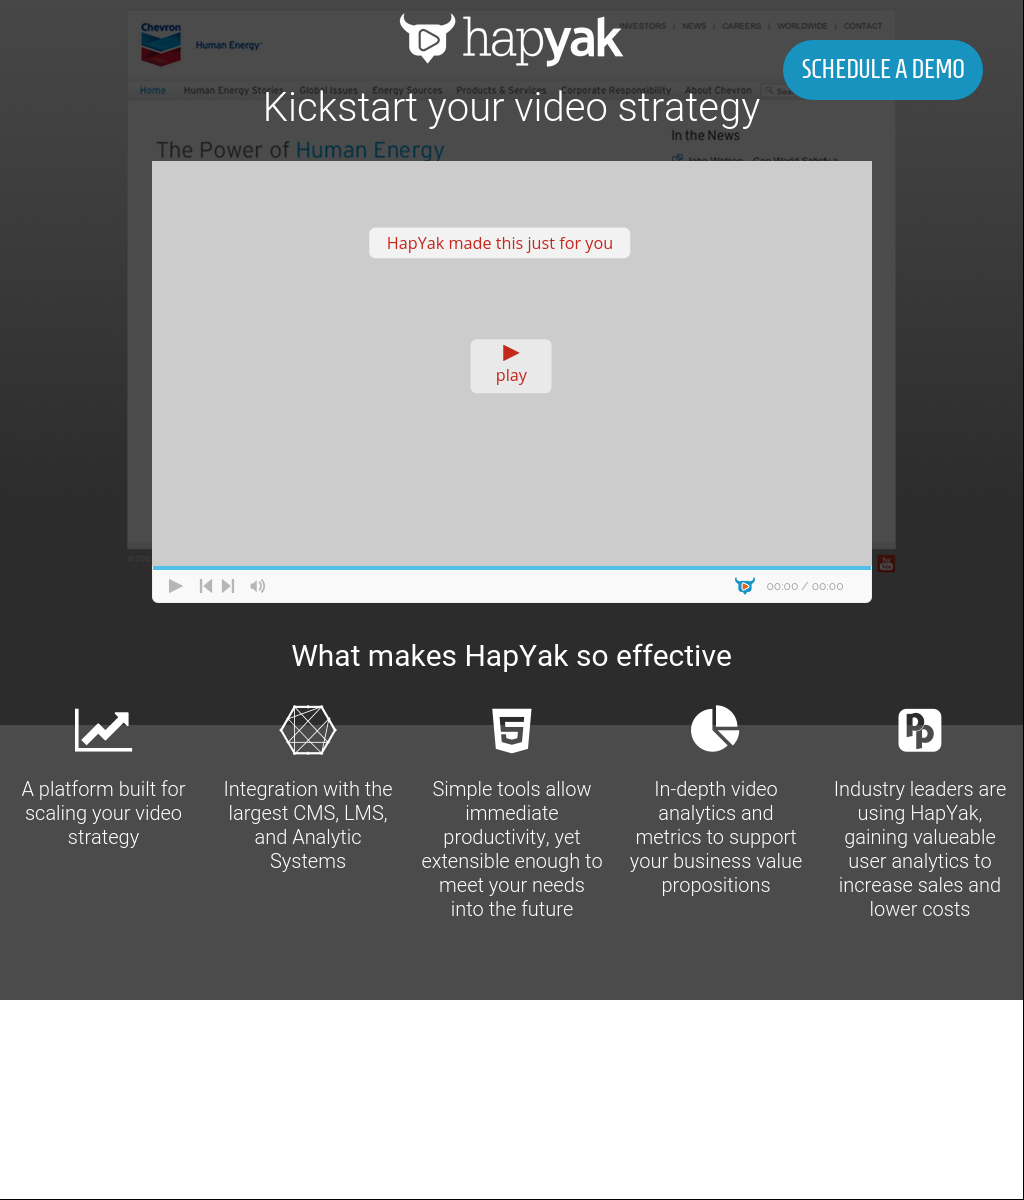 Chevron
Human Energy®
hapyak
INVESTORS | NEWS | CAREERS | WORLDWIDE | CONTACT
SCHEDULE A DEMO
Home Human Energy Stories Global Issues Energy Sources Products & Services Corporate Responsibility About Chevron
Kickstart your video strategy
In the News
The Power of Human Energy
HapYak made this just for you
play
00:00 / 00:00
You
What makes HapYak so effective
A platform built for
scaling your video
strategy
Integration with the
largest CMS, LMS,
and Analytic
Systems
Simple tools allow
immediate
productivity, yet
extensible enough to
meet your needs
into the future
In-depth video
analytics and
metrics to support
your business value
propositions
Industry leaders are
using HapYak,
gaining valueable
user analytics to
increase sales and
lower costs